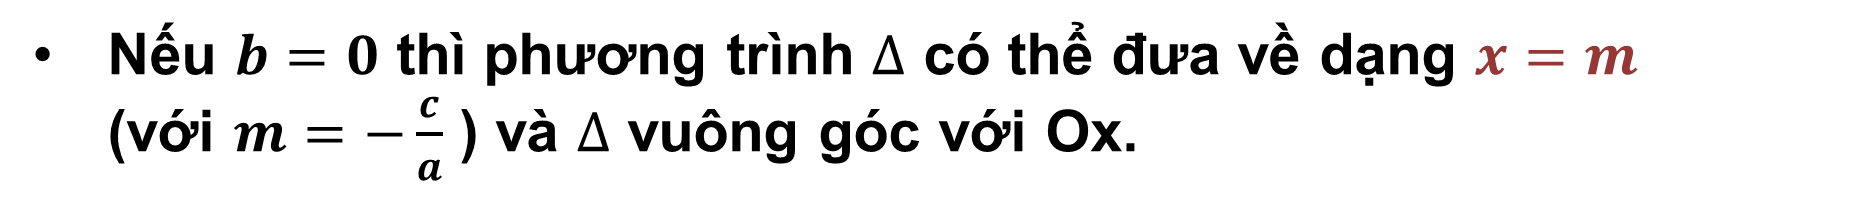 • Nếu b = 0 thì phương trình Δ có thể đưa về dạng x = m
(với m = −c/a ) và Δ vuông góc với Ox.